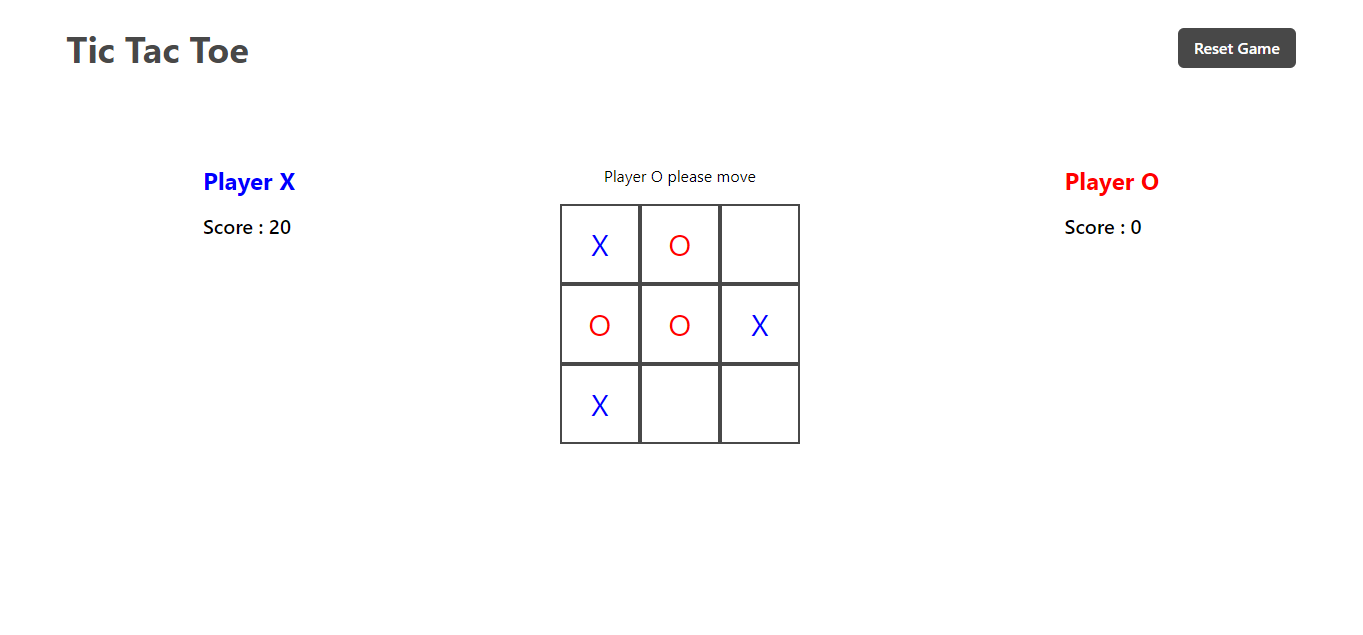 Tic Tac Toe
Reset Game
Player X
Score : 20
Player O please move
X O
O O X
X
Player O
Score : 0